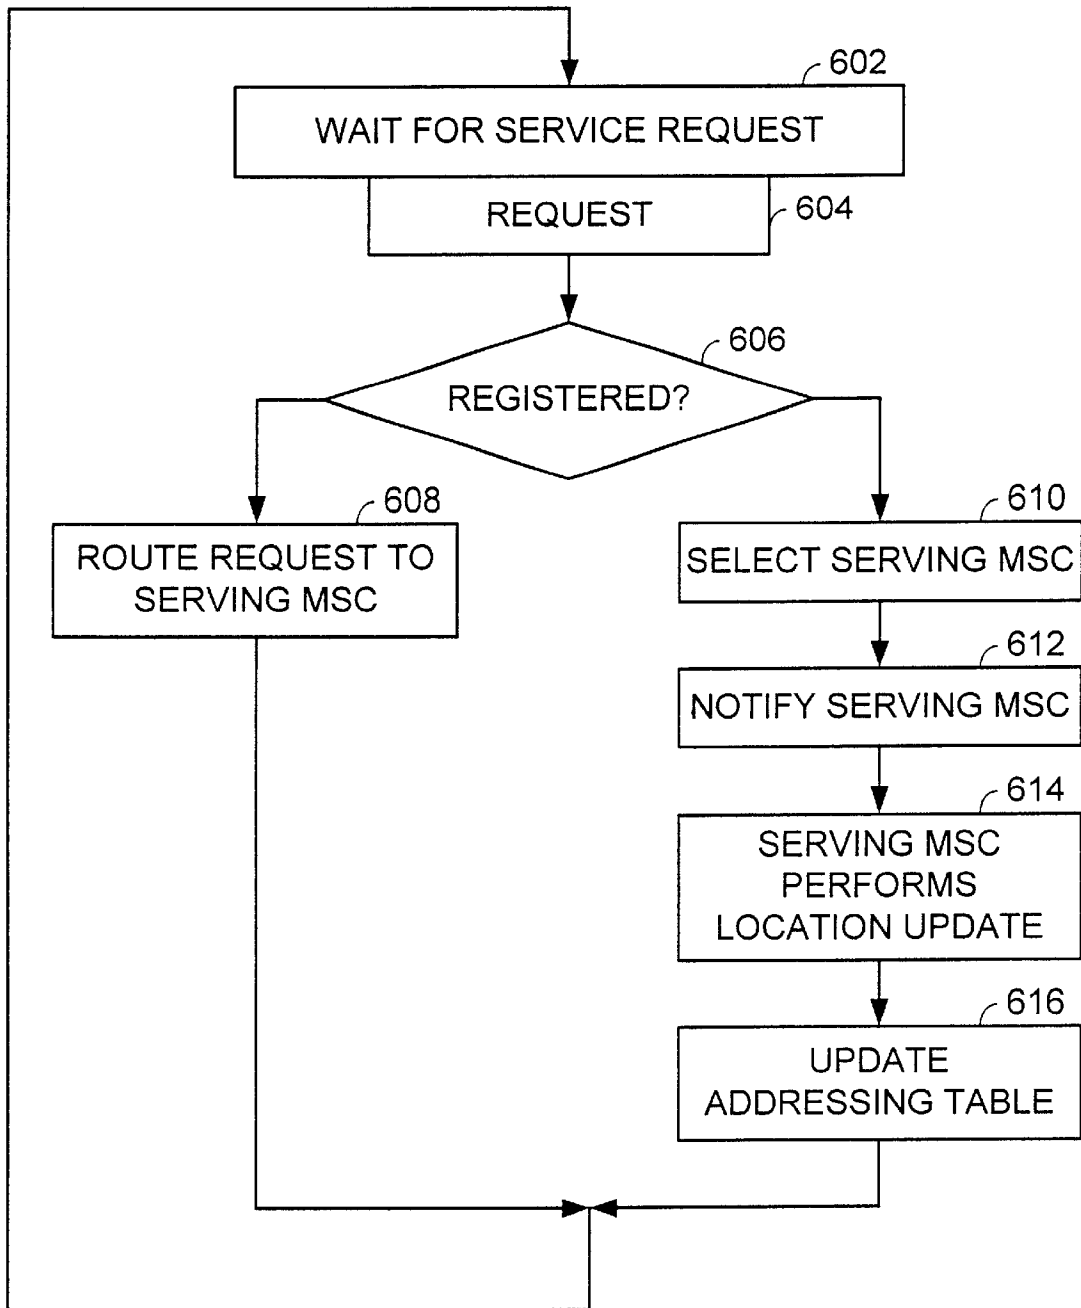 602
WAIT FOR SERVICE REQUEST
REQUEST
604
606
REGISTERED?
608
ROUTE REQUEST TO
SERVING MSC
610
SELECT SERVING MSC
612
NOTIFY SERVING MSC
614
SERVING MSC
PERFORMS
LOCATION UPDATE
616
UPDATE
ADDRESSING TABLE